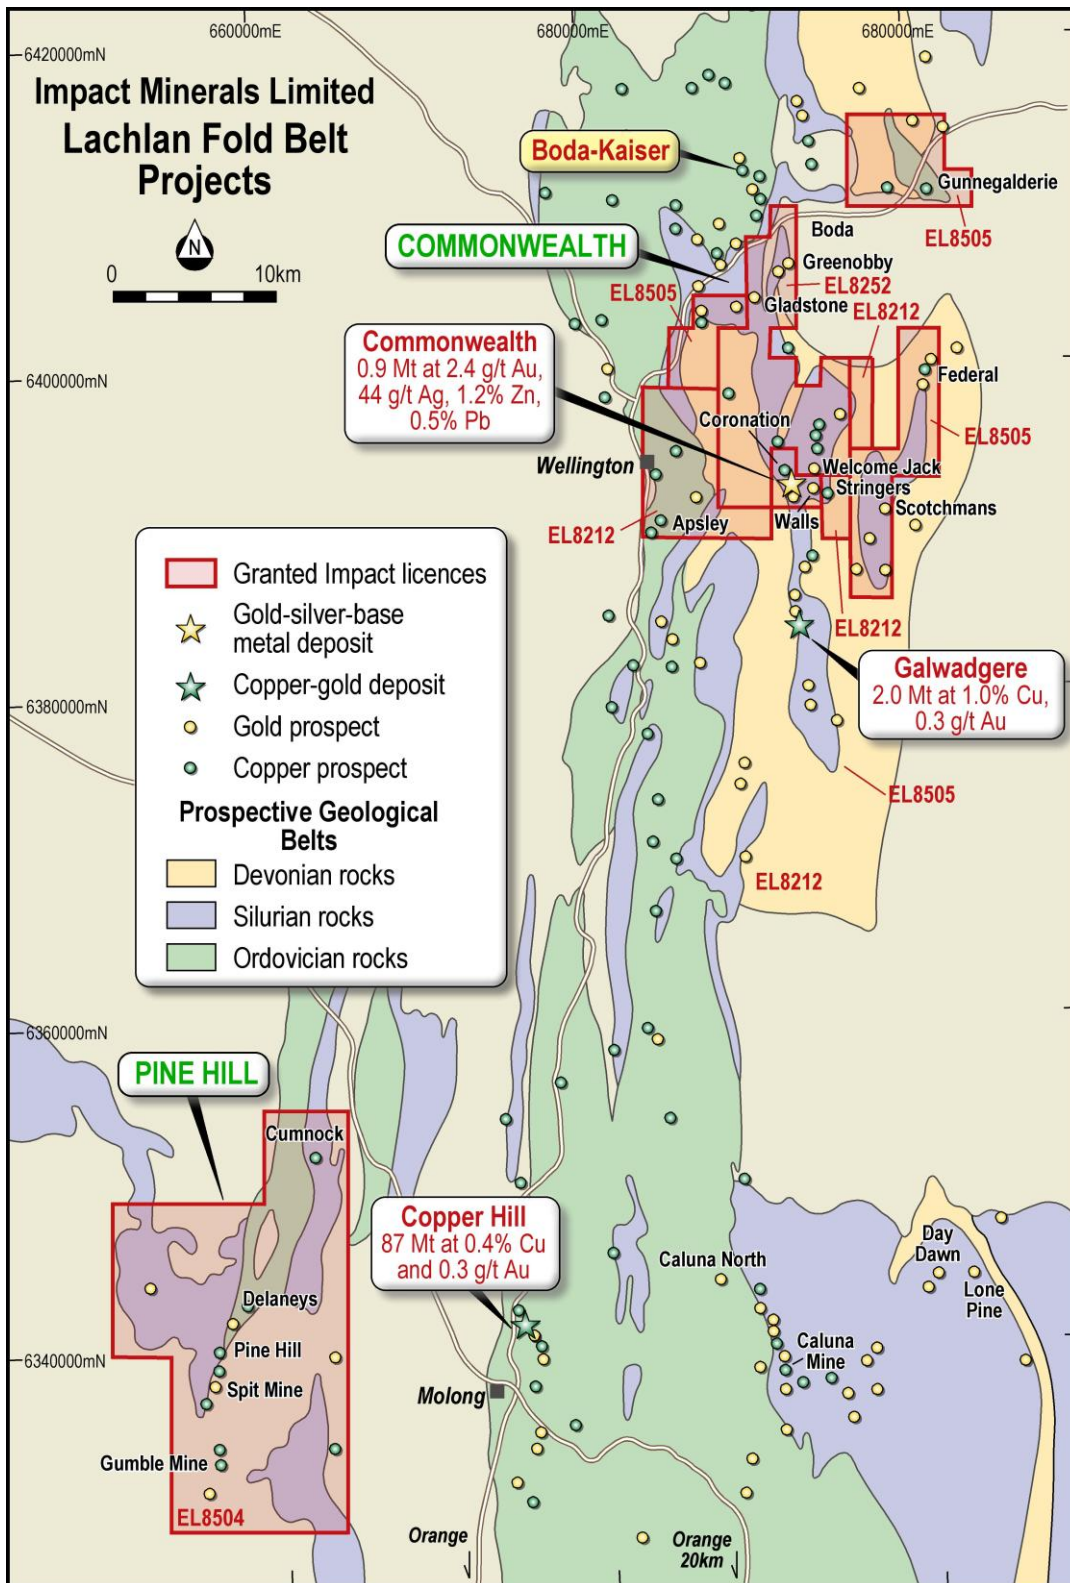 660000mE
680000mE
680000mE
6420000mN
Impact Minerals Limited
Lachlan Fold Belt
Projects
N
0
10km
Boda-Kaiser
Gunnegalderie
EL8505
COMMONWEALTH
Boda
Greenobby
EL8252
EL8505
Gladstone
EL8212
Commonwealth
0.9 Mt at 2.4 g/t Au,
44 g/t Ag, 1.2% Zn,
0.5% Pb
6400000mN
Federal
Coronation
EL8505
Wellington
Welcome Jack
Stringers
Scotchmans
EL8212
Apsley
Walls
EL8212
Granted Impact licences
Gold-silver-base
metal deposit
Copper-gold deposit
Gold prospect
Copper prospect
Prospective Geological
Belts
Devonian rocks
Silurian rocks
Ordovician rocks
Galwadgere
2.0 Mt at 1.0% Cu,
0.3 g/t Au
6380000mN
EL8505
EL8212
6360000mN
PINE HILL
Cumnock
Copper Hill
87 Mt at 0.4% Cu
and 0.3 g/t Au
Caluna North
Day
Dawn
Lone
Pine
Delaneys
6340000mN
Pine Hill
Caluna
Mine
Spit Mine
Molong
Gumble Mine
EL8504
Orange
Orange
20km